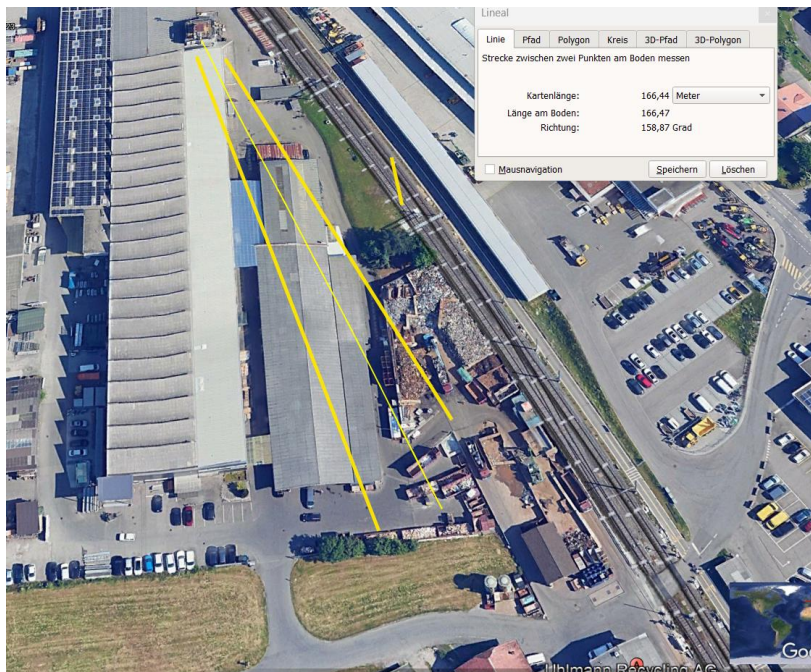 Lineal
Linie Pfad Polygon Kreis 3D-Pfad 3D-Polygon
Strecke zwischen zwei Punkten am Boden messen
Kartenlänge: 166,44 Meter
Länge am Boden: 166,47
Richtung: 158,87 Grad
Mausnavigation Speichern Löschen
Go
Uhlmann Recycling AG